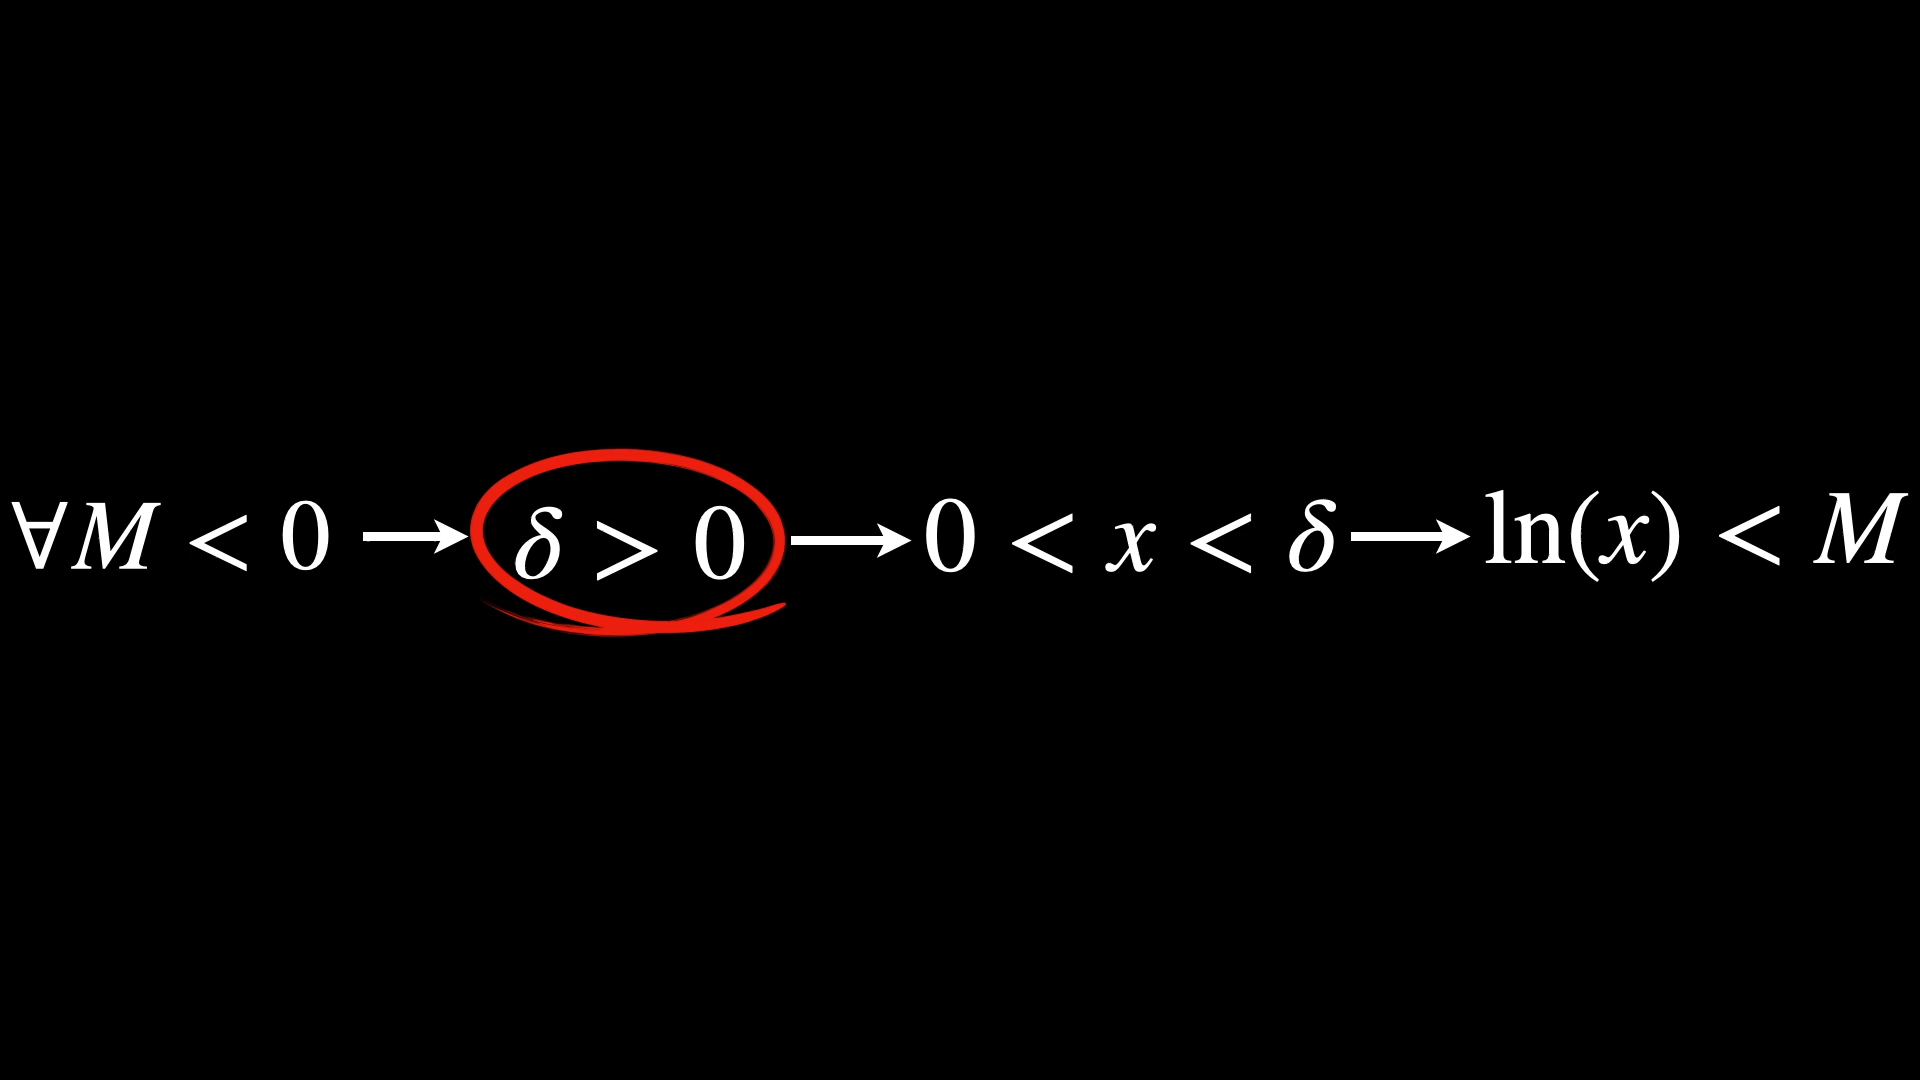 ∀M < 0 → δ > 0 → 0 < x < δ → ln(x) < M